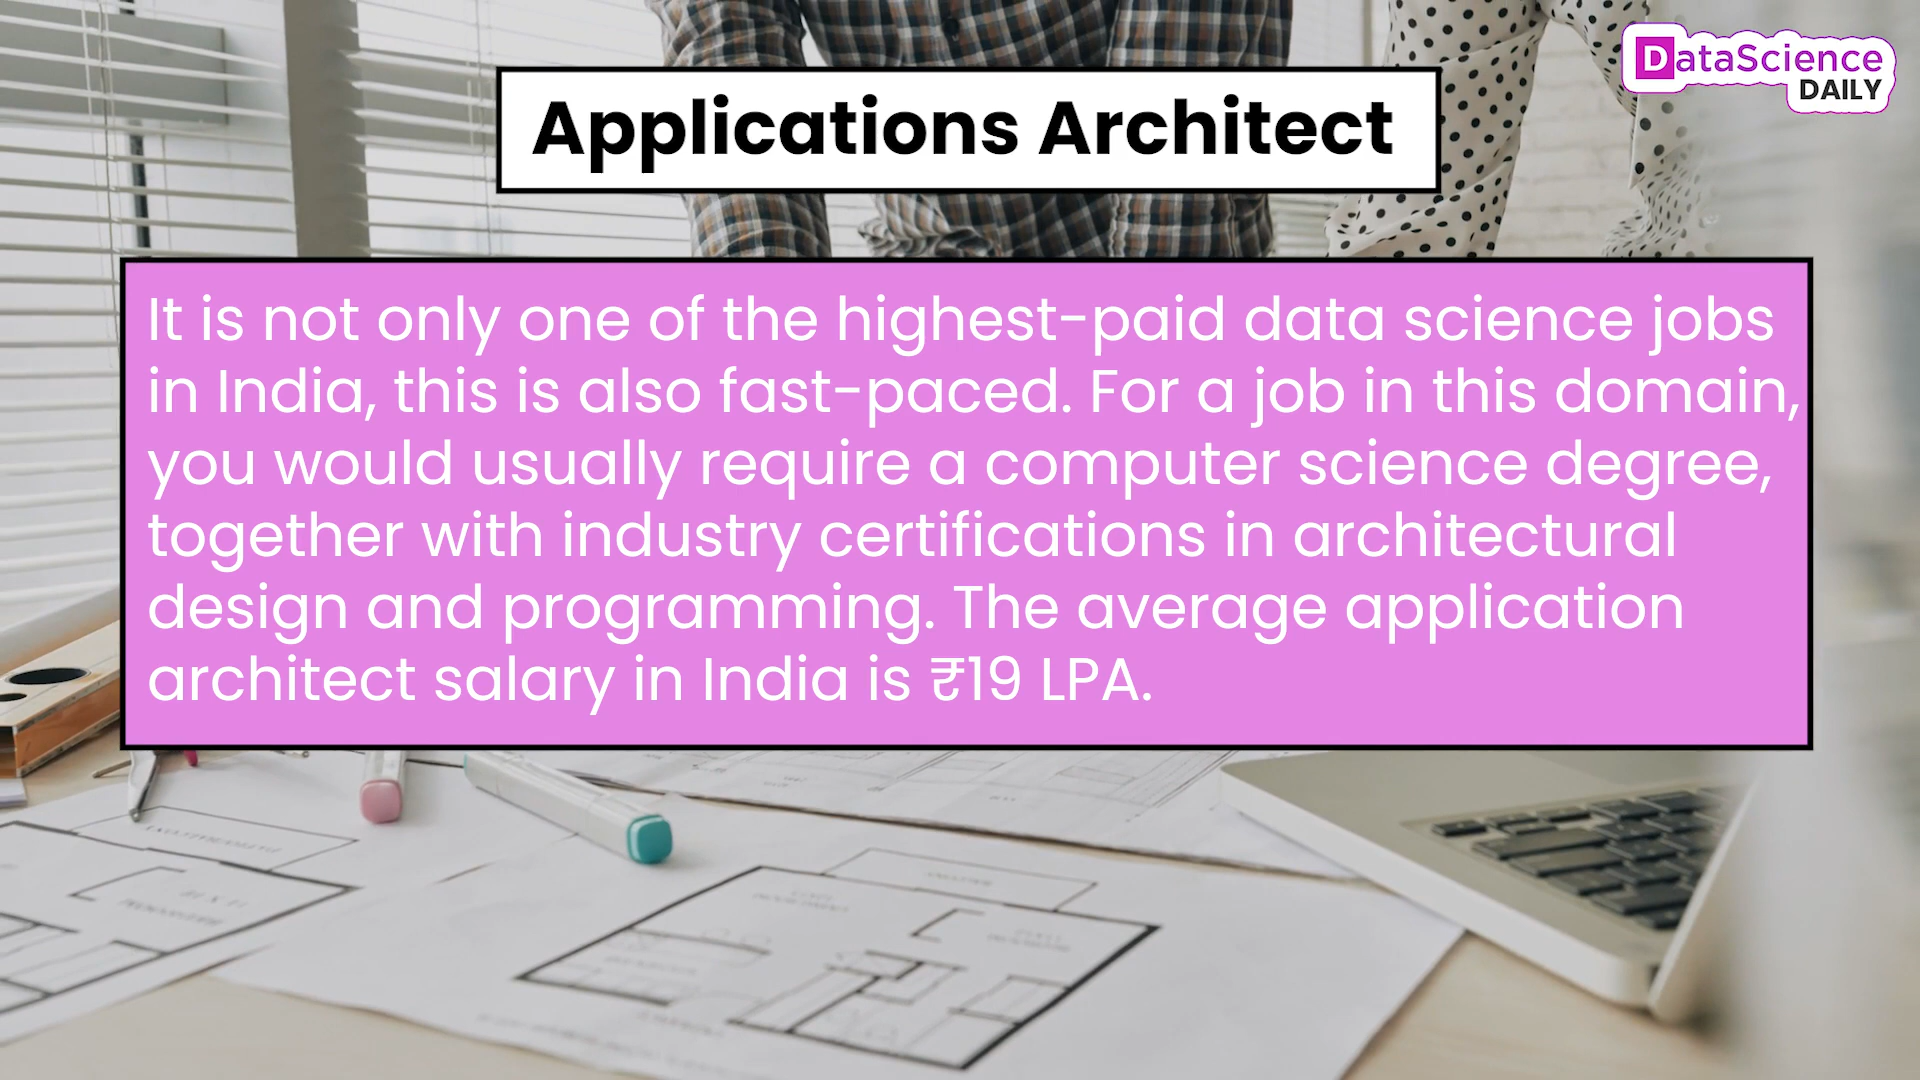 DataScience
DAILY
Applications Architect
It is not only one of the highest-paid data science jobs
in India, this is also fast-paced. For a job in this domain,
you would usually require a computer science degree,
together with industry certifications in architectural
design and programming. The average application
architect salary in India is ₹19 LPA.